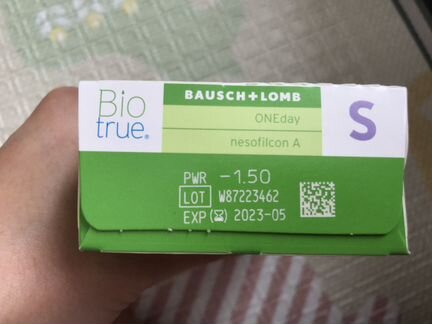 Bio
true®
BAUSCH+LOMB
ONEday
nesofilcon A
S
PWR -1.50
LOT W87223462
EXP 2023-05